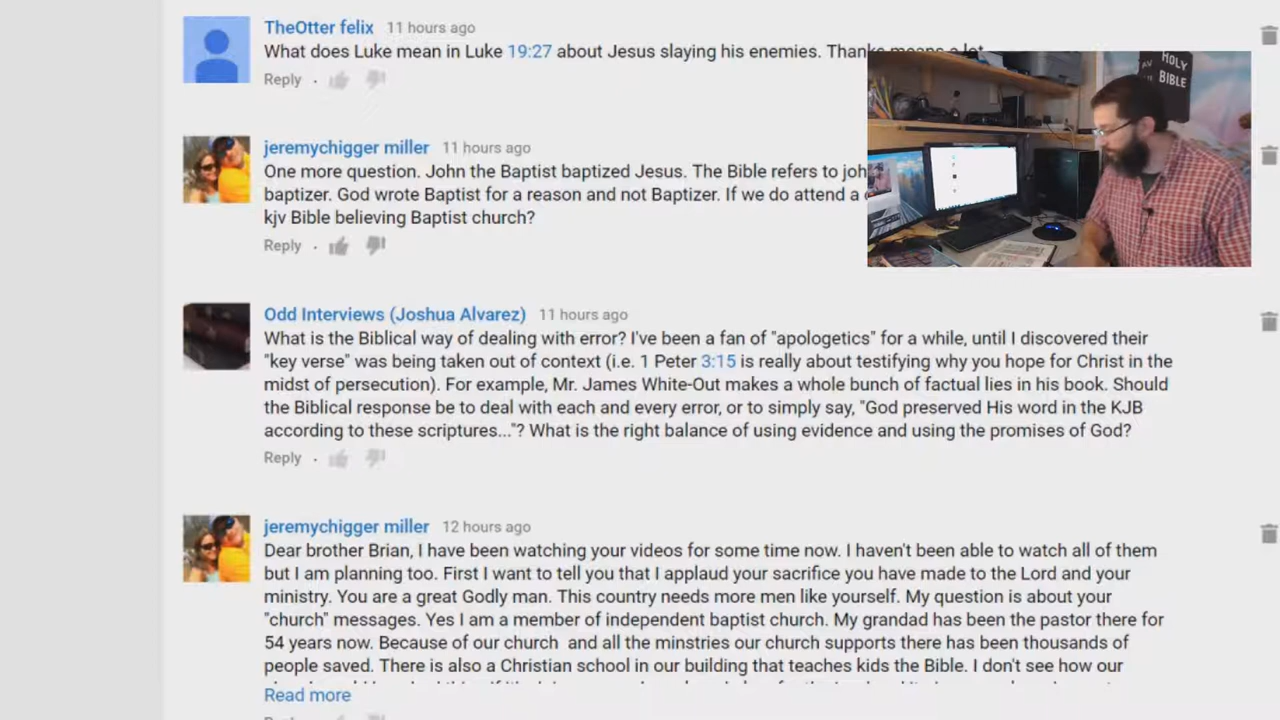 TheOtter felix 11 hours ago
What does Luke mean in Luke 19:27 about Jesus slaying his enemies. Thanks means a lot
Reply .
HOLY
BIBLE
AV
jeremychigger miller 11 hours ago
One more question. John the Baptist baptized Jesus. The Bible refers to
baptizer. God wrote Baptist for a reason and not Baptizer. If we do attend a
kjv Bible believing Baptist church?
Reply .
Odd Interviews (Joshua Alvarez) 11 hours ago
What is the Biblical way of dealing with error? I've been a fan of "apologetics" for a while, until I discovered their
"key verse" was being taken out of context (i.e. 1 Peter 3:15 is really about testifying why you hope for Christ in the
midst of persecution). For example, Mr. James White-Out makes a whole bunch of factual lies in his book. Should
the Biblical response be to deal with each and every error, or to simply say, "God preserved His word in the KJB
according to these scriptures..."? What is the right balance of using evidence and using the promises of God?
Reply .
jeremychigger miller 12 hours ago
Dear brother Brian, I have been watching your videos for some time now. I haven't been able to watch all of them
but I am planning too. First I want to tell you that I applaud your sacrifice you have made to the Lord and your
ministry. You are a great Godly man. This country needs more men like yourself. My question is about your
"church" messages. Yes I am a member of independent baptist church. My grandad has been the pastor there for
54 years now. Because of our church and all the minstries our church supports there has been thousands of
people saved. There is also a Christian school in our building that teaches kids the Bible. I don't see how our
Read more